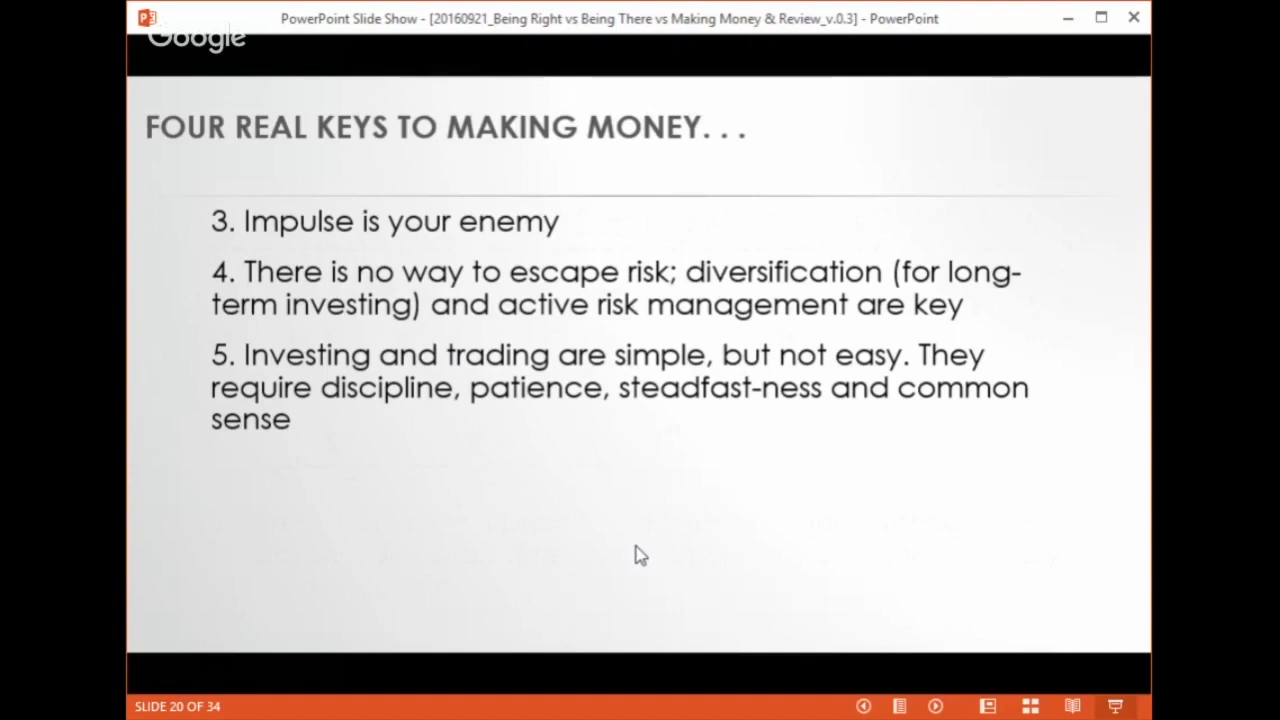 PowerPoint Slide Show - [20160921_Being Right vs Being There vs Making Money & Review_v.0.3] - PowerPoint
Google
FOUR REAL KEYS TO MAKING MONEY. . .
3. Impulse is your enemy
4. There is no way to escape risk; diversification (for long-
term investing) and active risk management are key
5. Investing and trading are simple, but not easy. They
require discipline, patience, steadfast-ness and common
sense
SLIDE 20 OF 34